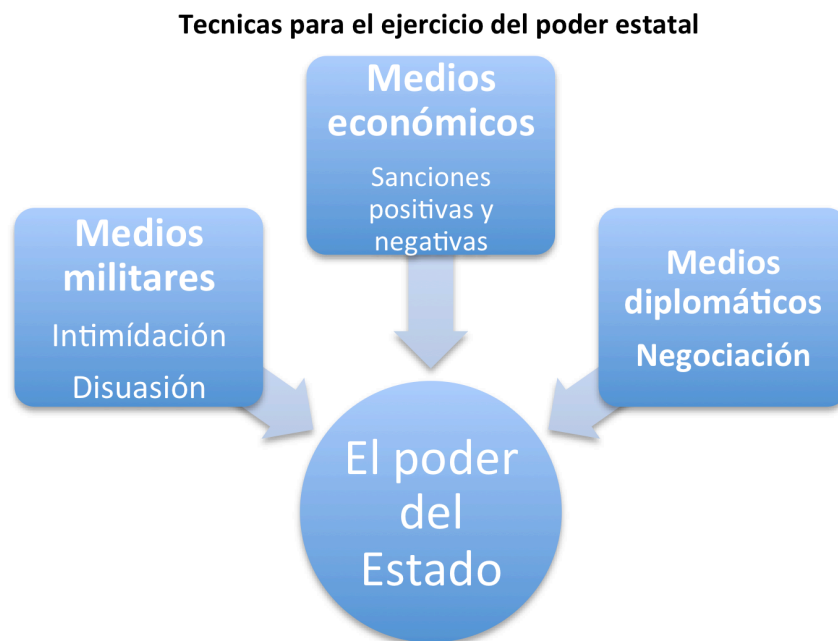 Tecnicas para el ejercicio del poder estatal
Medios
económicos
Sanciones
positivas y
negativas
Medios
militares
Intimídación
Disuasión
Medios
diplomáticos
Negociación
El poder
del
Estado